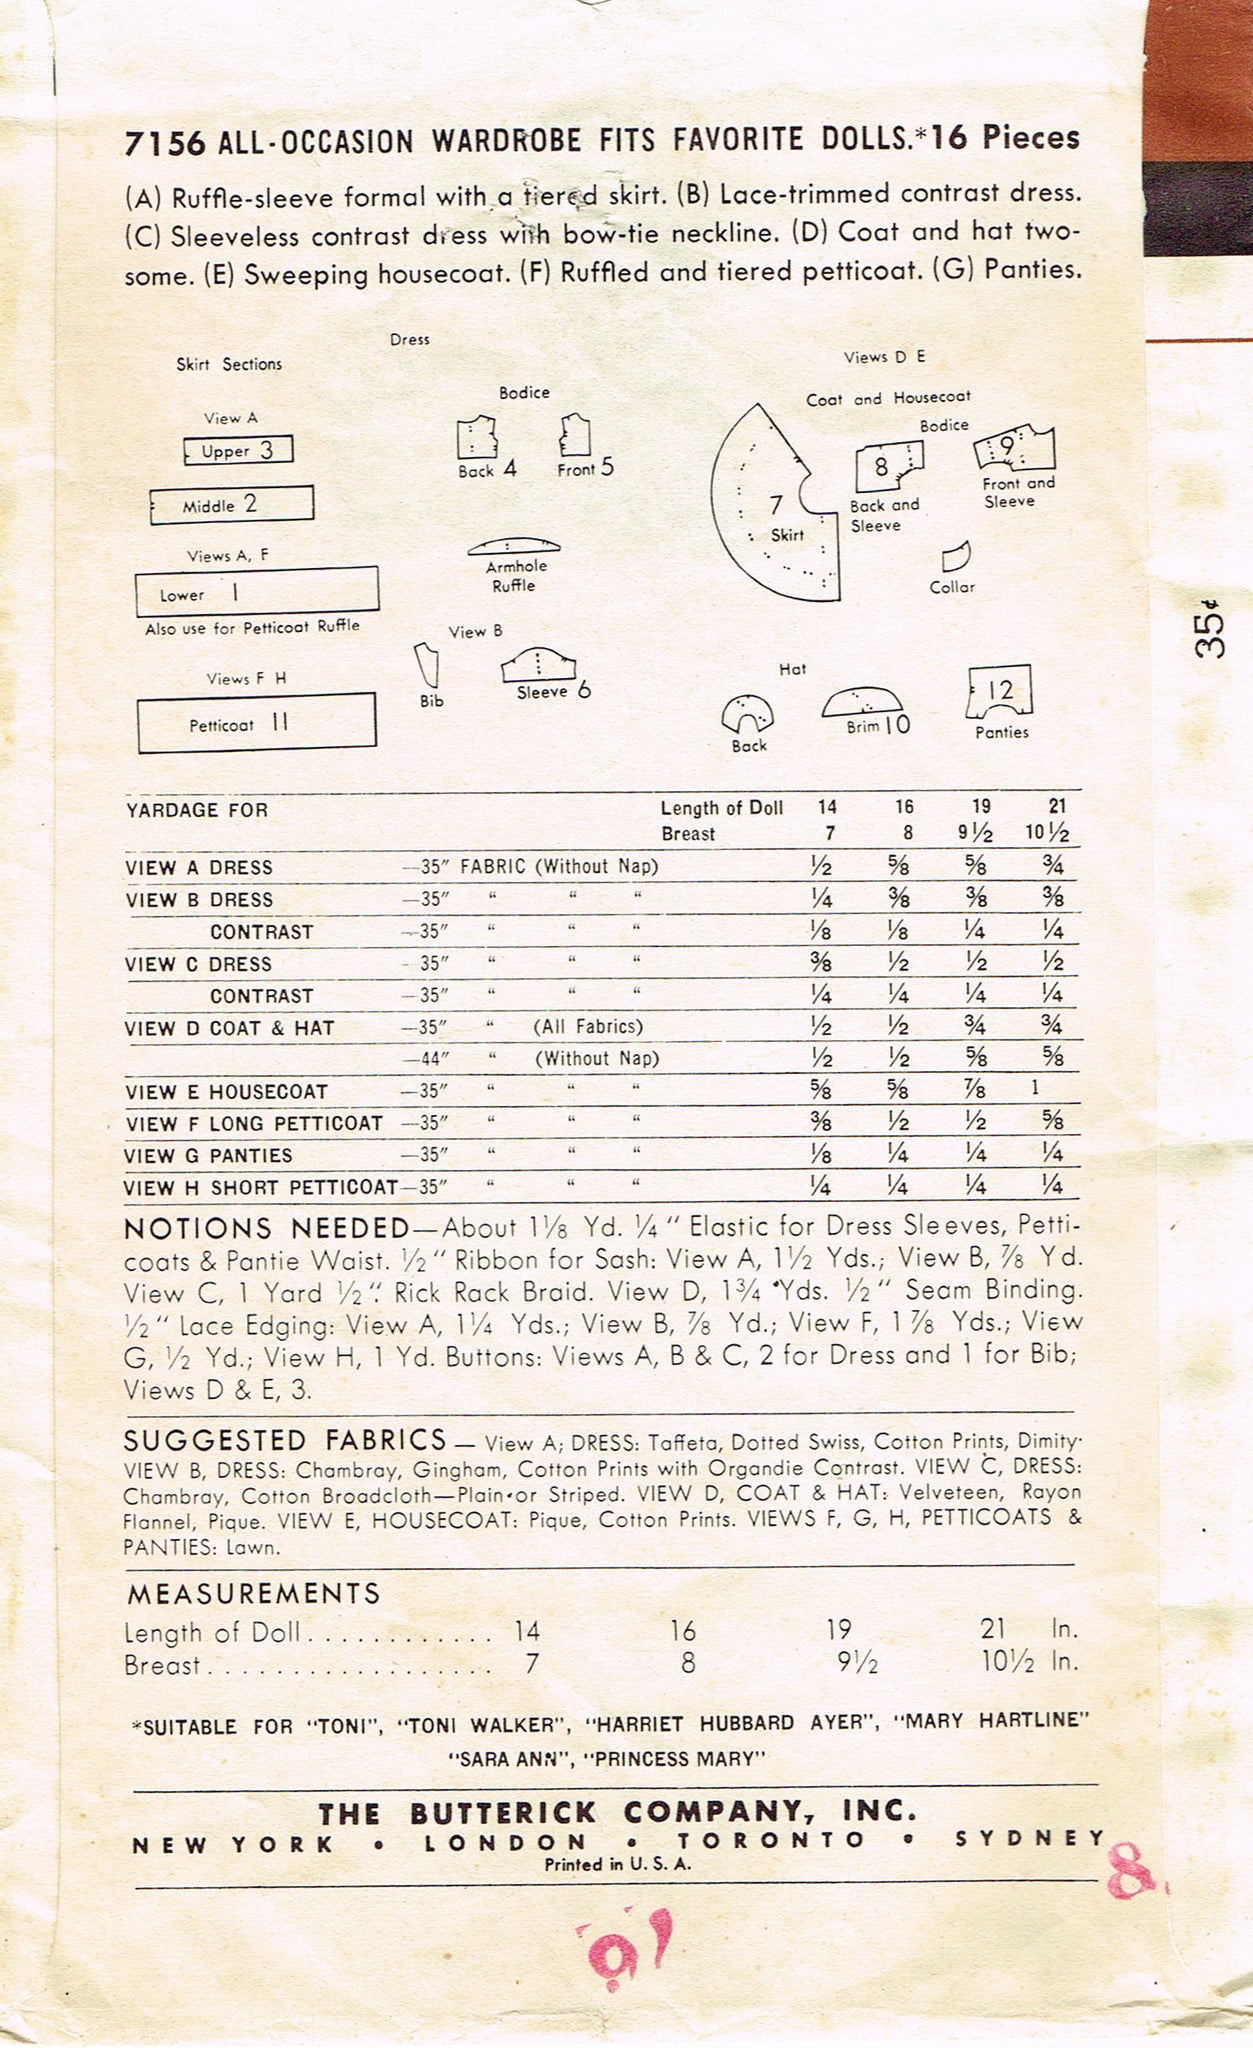 7156 ALL-OCCASION WARDROBE FITS FAVORITE DOLLS.*16 Pieces
(A) Ruffle-sleeve formal with a tiered skirt. (B) Lace-trimmed contrast dress.
(C) Sleeveless contrast dress with bow-tie neckline. (D) Coat and hat two-
some. (E) Sweeping housecoat. (F) Ruffled and tiered petticoat. (G) Panties.
Dress
Skirt Sections
View A
Upper 3
Middle 2
Views A, F
Lower 1
Also use for Petticoat Ruffle
Views F H
Petticoat 11
Bodice
Back 4
Front 5
Armhole
Ruffle
View B
Bib
Sleeve 6
Views D E
Coat and Housecoat
Bodice
7
Skirt
8
Back and
Sleeve
9
Front and
Sleeve
Collar
Hat
Back
Brim 10
12
Panties
35¢
YARDAGE FOR Length of Doll 14 16 19 21
Breast 7 8 9½ 10½
VIEW A DRESS —35" FABRIC (Without Nap) ½ ⅝ ⅝ ¾
VIEW B DRESS —35" " " " ¼ ⅜ ⅜ ⅜
CONTRAST —35" " " " ⅛ ⅛ ¼ ¼
VIEW C DRESS —35" " " " ⅜ ½ ½ ½
CONTRAST —35" " " " ¼ ¼ ¼ ¼
VIEW D COAT & HAT —35" " (All Fabrics) ½ ½ ¾ ¾
—44" " (Without Nap) ½ ½ ⅝ ⅝
VIEW E HOUSECOAT —35" " " " ⅝ ⅝ ⅞ 1
VIEW F LONG PETTICOAT —35" " " " ⅜ ½ ½ ⅝
VIEW G PANTIES —35" " " " ⅛ ¼ ¼ ¼
VIEW H SHORT PETTICOAT—35" " " " ¼ ¼ ¼ ¼
NOTIONS NEEDED—About 1⅛ Yd. ¼" Elastic for Dress Sleeves, Petti-
coats & Pantie Waist. ½" Ribbon for Sash: View A, 1½ Yds.; View B, ⅞ Yd.
View C, 1 Yard ½" Rick Rack Braid. View D, 1¾ Yds. ½" Seam Binding.
½" Lace Edging: View A, 1¼ Yds.; View B, ⅞ Yd.; View F, 1⅞ Yds.; View
G, ½ Yd.; View H, 1 Yd. Buttons: Views A, B & C, 2 for Dress and 1 for Bib;
Views D & E, 3.
SUGGESTED FABRICS — View A; DRESS: Taffeta, Dotted Swiss, Cotton Prints, Dimity.
VIEW B, DRESS: Chambray, Gingham, Cotton Prints with Organdie Contrast. VIEW C, DRESS:
Chambray, Cotton Broadcloth—Plain or Striped. VIEW D, COAT & HAT: Velveteen, Rayon
Flannel, Pique. VIEW E, HOUSECOAT: Pique, Cotton Prints. VIEWS F, G, H, PETTICOATS &
PANTIES: Lawn.
MEASUREMENTS
Length of Doll............ 14 16 19 21 In.
Breast.................. 7 8 9½ 10½ In.
*SUITABLE FOR "TONI", "TONI WALKER", "HARRIET HUBBARD AYER", "MARY HARTLINE"
"SARA ANN", "PRINCESS MARY"
THE BUTTERICK COMPANY, INC.
NEW YORK • LONDON • TORONTO • SYDNEY
Printed in U. S. A.
8